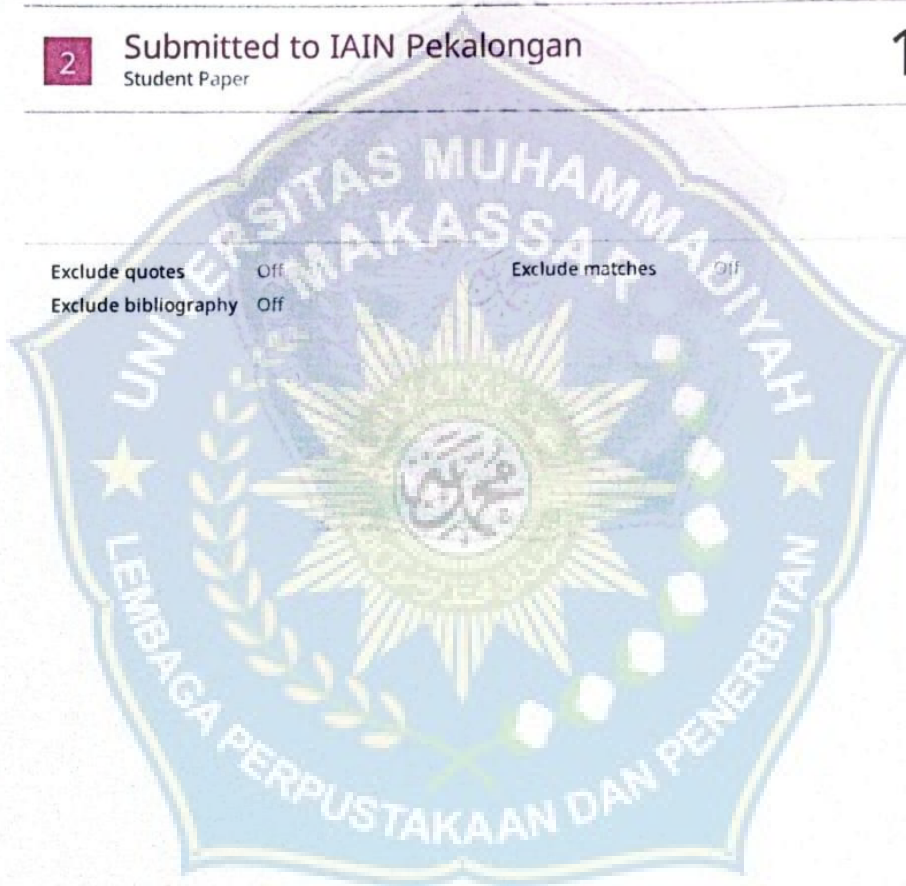 2 Submitted to IAIN Pekalongan
Student Paper
1
Exclude quotes Off
Exclude matches Off
Exclude bibliography Off
UNIVERSITAS MUHAMMADIYAH
MAKASSAR
LEMBAGA PERPUSTAKAAN DAN PENERBITAN